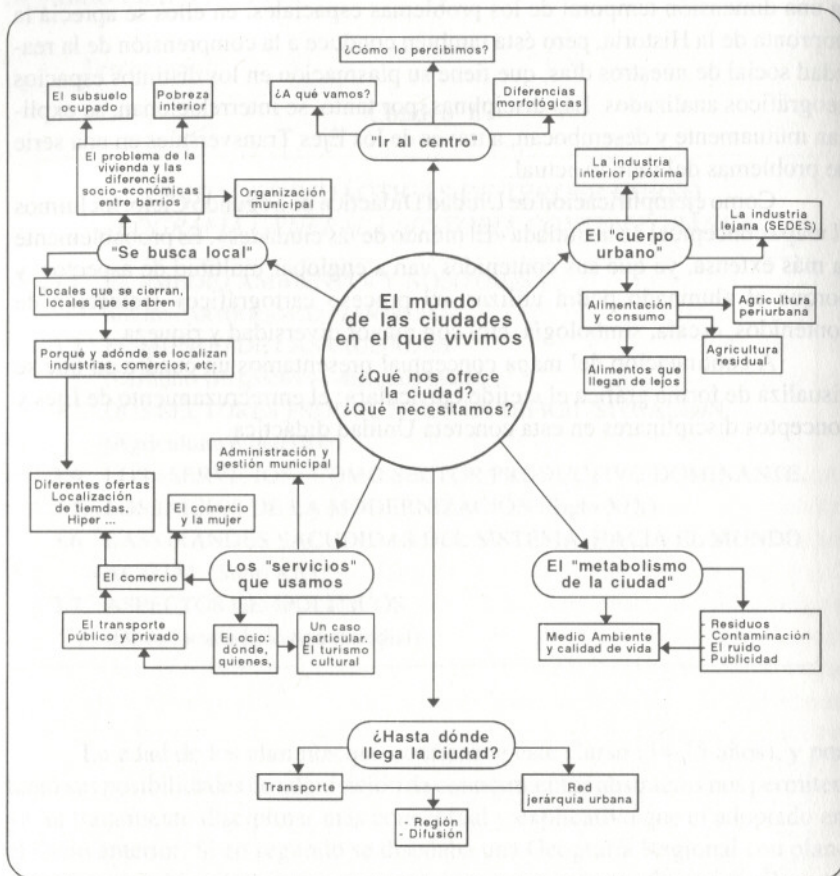 ¿Cómo lo percibimos?
¿A qué vamos?
Diferencias
morfológicas
"Ir al centro"
El subsuelo
ocupado
Pobreza
interior
El problema de la
vivienda y las
diferencias
socio-económicas
entre barrios
Organización
municipal
"Se busca local"
Locales que se cierran,
locales que se abren
Porqué y adónde se localizan
industrias, comercios, etc.
Diferentes ofertas
Localización
de tiendas,
Hiper ...
La industria
interior próxima
La industria
lejana (SEDES)
El "cuerpo
urbano"
Alimentación
y consumo
Agricultura
periurbana
Agricultura
residual
Alimentos que
llegan de lejos
El mundo
de las ciudades
en el que vivimos
¿Qué nos ofrece
la ciudad?
¿Qué necesitamos?
Administración y
gestión municipal
El comercio
y la mujer
El comercio
Los "servicios"
que usamos
El transporte
público y privado
El ocio:
dónde,
quienes,
Un caso
particular.
El turismo
cultural
El "metabolismo
de la ciudad"
Medio Ambiente
y calidad de vida
- Residuos
- Contaminación
- El ruido
- Publicidad
¿Hasta dónde
llega la ciudad?
Transporte
- Región
- Difusión
Red
jerárquia urbana